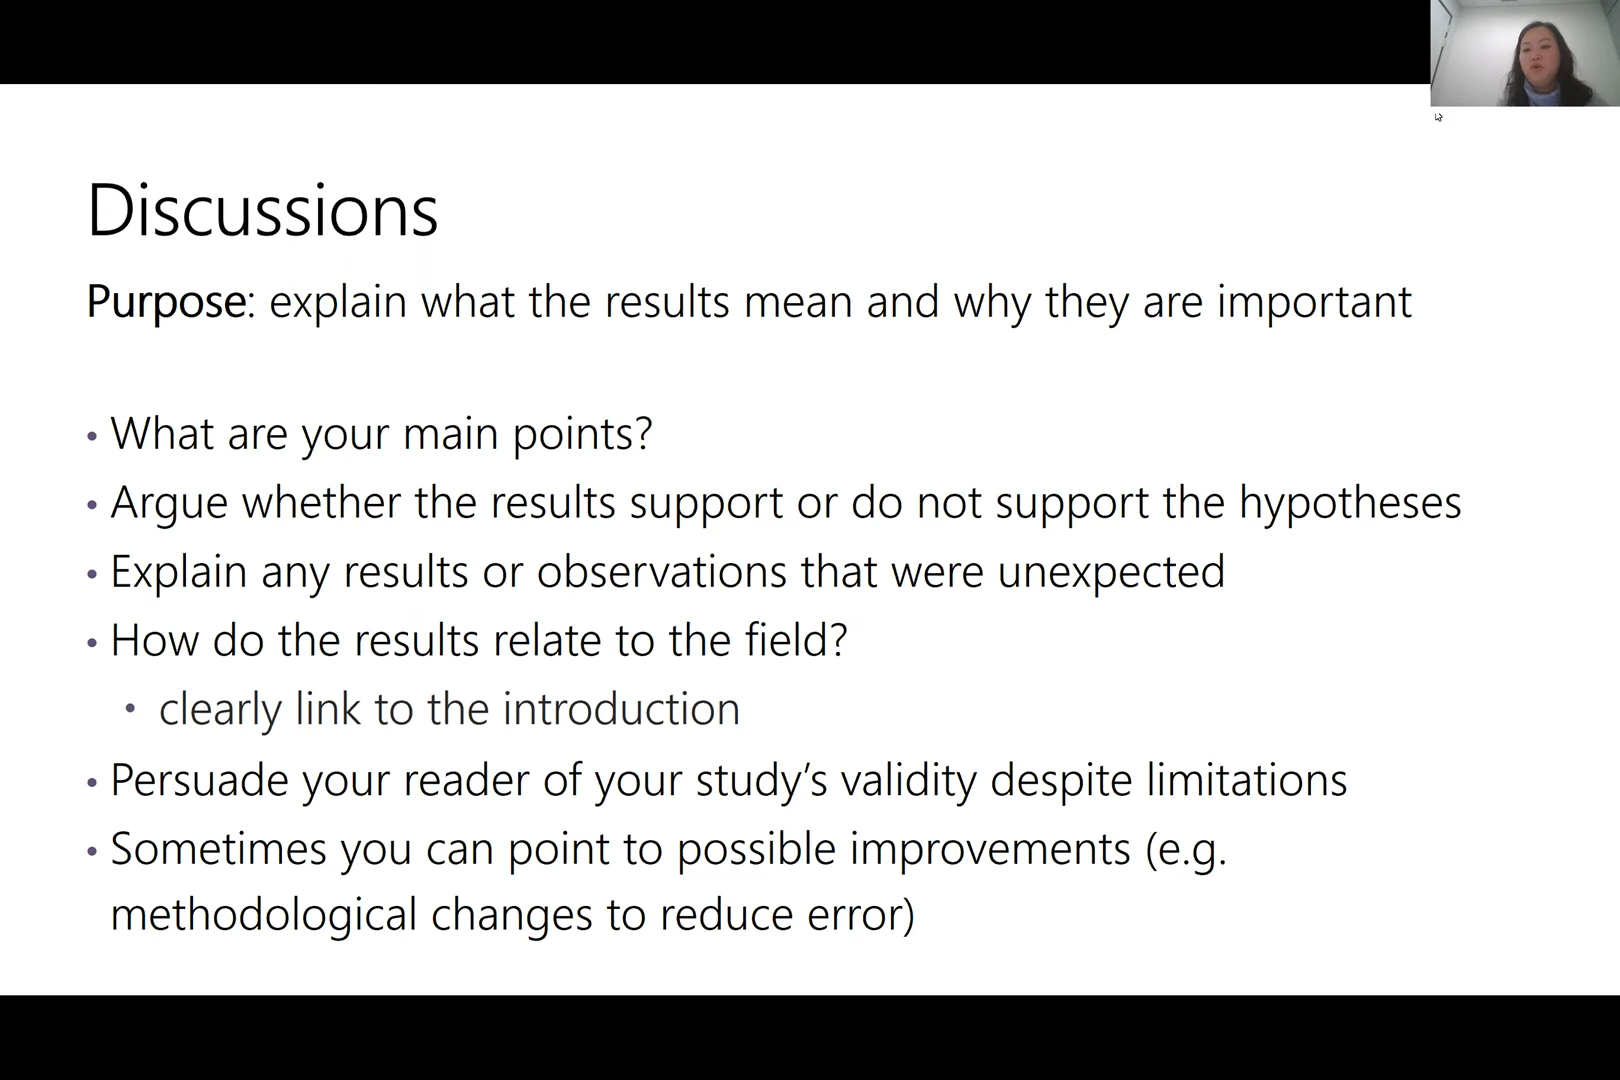 Discussions
Purpose: explain what the results mean and why they are important
• What are your main points?
• Argue whether the results support or do not support the hypotheses
• Explain any results or observations that were unexpected
• How do the results relate to the field?
• clearly link to the introduction
• Persuade your reader of your study’s validity despite limitations
• Sometimes you can point to possible improvements (e.g.
methodological changes to reduce error)